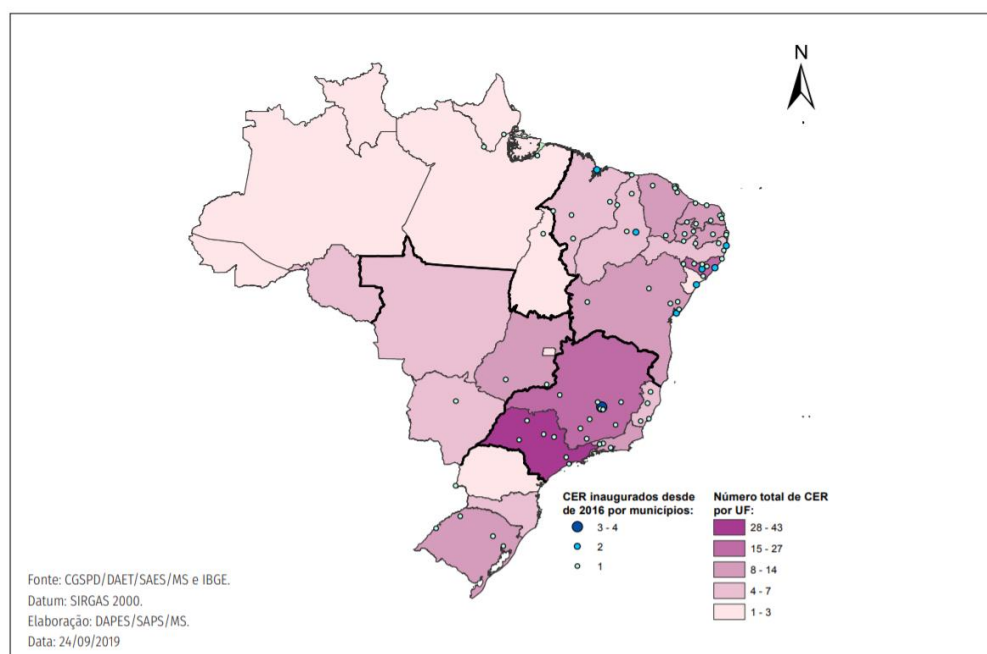 N
CER inaugurados desde
de 2016 por municípios:
3 - 4
2
1
Número total de CER
por UF:
28 - 43
15 - 27
8 - 14
4 - 7
1 - 3
Fonte: CGSPD/DAET/SAES/MS e IBGE.
Datum: SIRGAS 2000.
Elaboração: DAPES/SAPS/MS.
Data: 24/09/2019